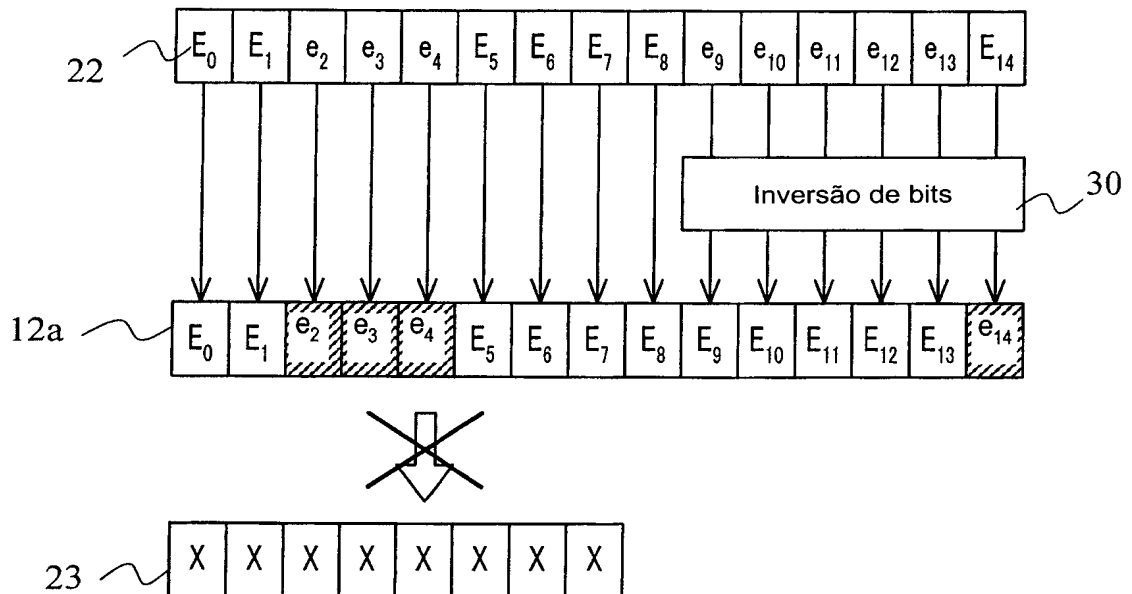 22 E₀ E₁ e₂ e₃ e₄ E₅ E₆ E₇ E₈ e₉ e₁₀ e₁₁ e₁₂ e₁₃ E₁₄
Inversão de bits 30
12a E₀ E₁ e₂ e₃ e₄ E₅ E₆ E₇ E₈ E₉ E₁₀ E₁₁ E₁₂ E₁₃ e₁₄
23 X X X X X X X X